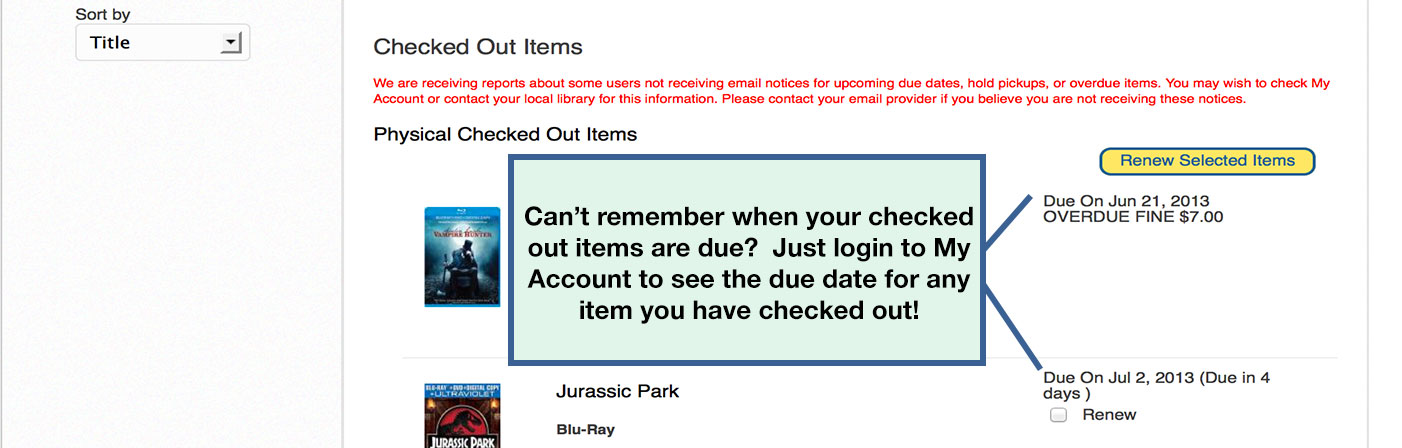 Sort by
Title
Checked Out Items
We are receiving reports about some users not receiving email notices for upcoming due dates, hold pickups, or overdue items. You may wish to check My
Account or contact your local library for this information. Please contact your email provider if you believe you are not receiving these notices.
Physical Checked Out Items
Renew Selected Items
Can’t remember when your checked
out items are due?  Just login to My
Account to see the due date for any
item you have checked out!
Due On Jun 21, 2013
OVERDUE FINE $7.00
VAMPIRE HUNTER
BLU-RAY + DVD + DIGITAL COPY
+ULTRAVIOLET
JURASSIC PARK
Jurassic Park
Blu-Ray
Due On Jul 2, 2013 (Due in 4
days )
Renew